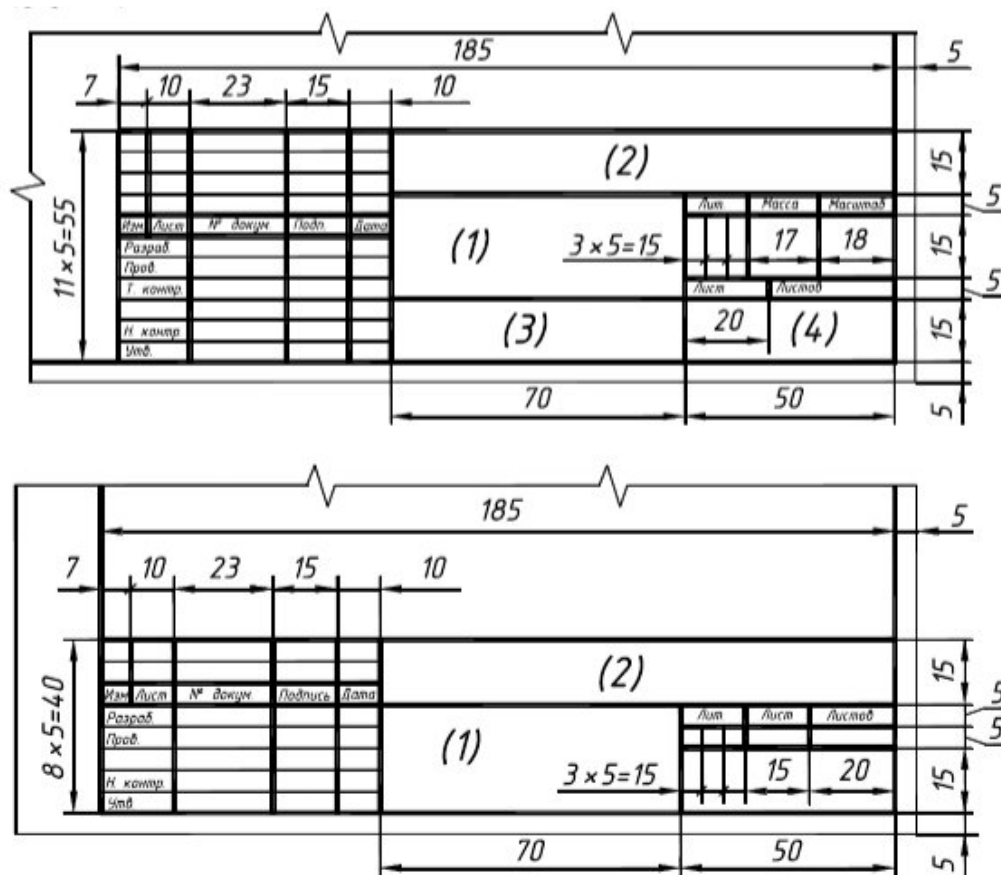 185
5
7 10 23 15 10
11×5=55
(2)
15
5
Лит. Масса Масштаб
Изм Лист № докум Подп. Дата
(1)
3×5=15
17 18
15
Разраб.
Пров.
Т. контр.
Лист Листов
5
(3)
20
(4)
15
Н. контр
Утв.
70 50
5
185
5
7 10 23 15 10
8×5=40
(2)
15
Изм Лист № докум. Подпись Дата
5
Лит Лист Листов
Разраб.
5
Пров.
(1)
3×5=15
15 20
15
Н. контр.
Утв
70 50
5